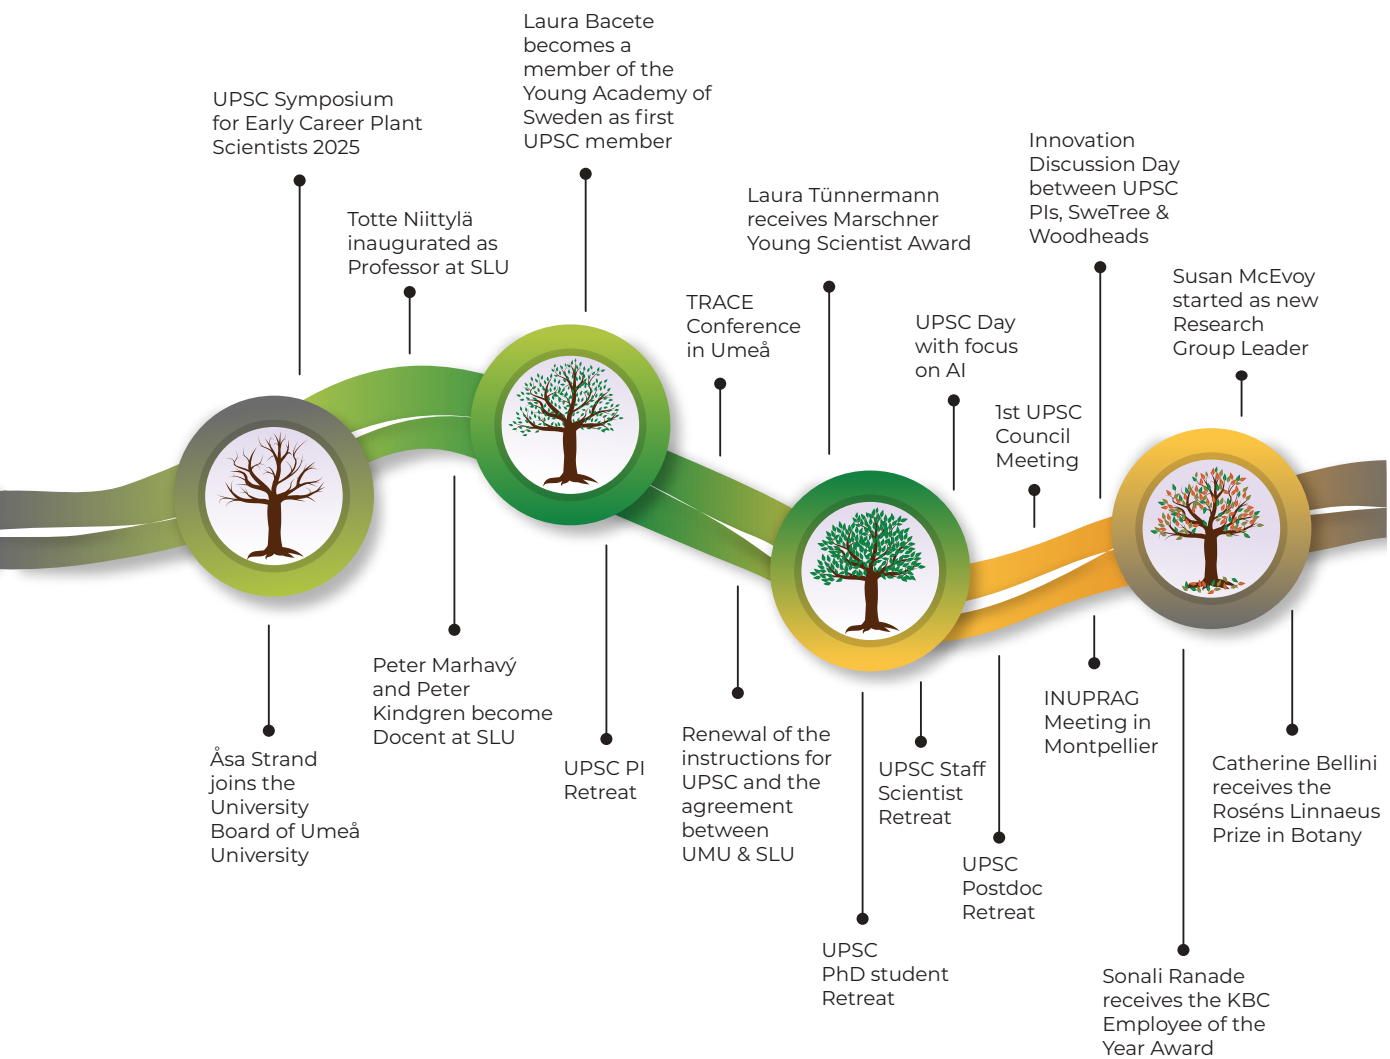 Laura Bacete
becomes a
member of the
Young Academy of
Sweden as first
UPSC member
UPSC Symposium
for Early Career Plant
Scientists 2025
Totte Niittylä
inaugurated as
Professor at SLU
Laura Tünnermann
receives Marschner
Young Scientist Award
Innovation
Discussion Day
between UPSC
PIs, SweTree &
Woodheads
TRACE
Conference
in Umeå
UPSC Day
with focus
on AI
Susan McEvoy
started as new
Research
Group Leader
1st UPSC
Council
Meeting
Åsa Strand
joins the
University
Board of Umeå
University
Peter Marhavý
and Peter
Kindgren become
Docent at SLU
UPSC PI
Retreat
Renewal of the
instructions for
UPSC and the
agreement
between
UMU & SLU
UPSC
PhD student
Retreat
UPSC Staff
Scientist
Retreat
UPSC
Postdoc
Retreat
INUPRAG
Meeting in
Montpellier
Sonali Ranade
receives the KBC
Employee of the
Year Award
Catherine Bellini
receives the
Roséns Linnaeus
Prize in Botany